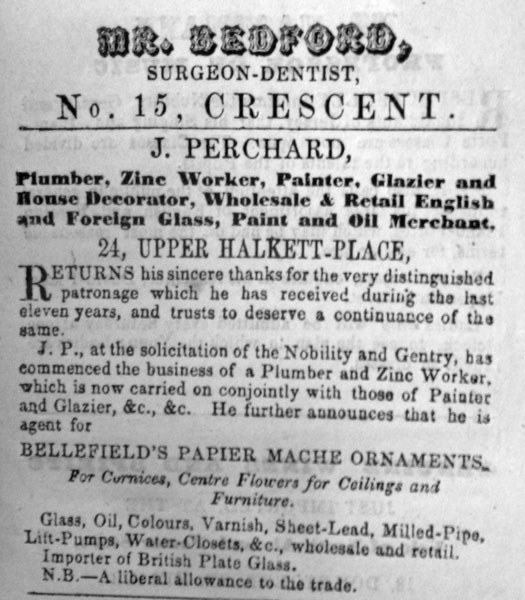 MR. BEDFORD,
SURGEON-DENTIST,
No 15, CRESCENT.
J. PERCHARD,
Plumber, Zinc Worker, Painter, Glazier and
House Decorator, Wholesale & Retail English
and Foreign Glass, Paint and Oil Merchant,
24, UPPER HALKETT-PLACE,
RETURNS his sincere thanks for the very distinguished
patronage which he has received during the last
eleven years, and trusts to deserve a continuance of the
same.
J. P., at the solicitation of the Nobility and Gentry, has
commenced the business of a Plumber and Zinc Worker,
which is now carried on conjointly with those of Painter
and Glazier, &c., &c. He further announces that he is
agent for
BELLEFIELD'S PAPIER MACHE ORNAMENTS.
For Cornices, Centre Flowers for Ceilings and
Furniture.
Glass, Oil, Colours, Varnish, Sheet-Lead, Milled-Pipe,
Lift-Pumps, Water-Closets, &c., wholesale and retail.
Importer of British Plate Glass.
N.B.—A liberal allowance to the trade.